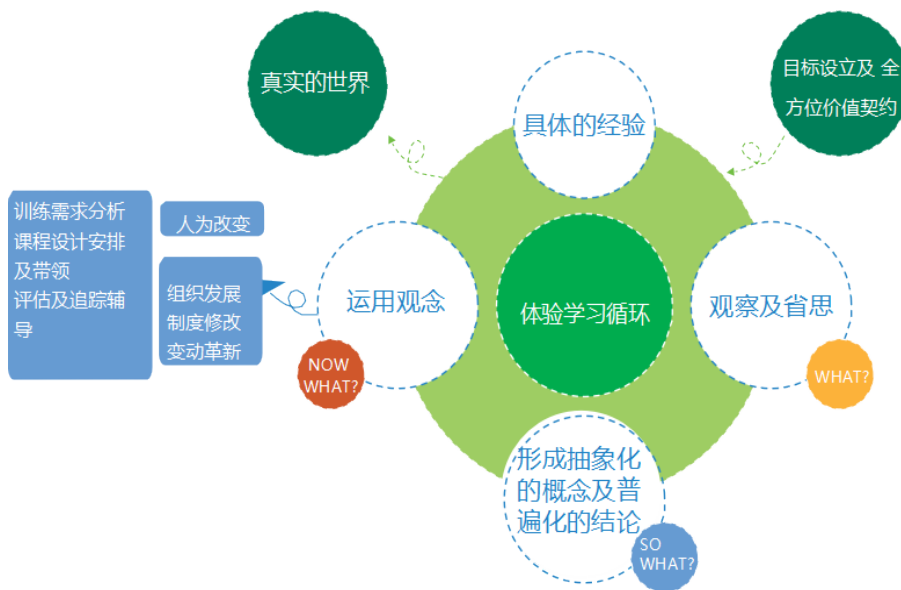 真实的世界
目标设立及 全
方位价值契约
具体的经验
训练需求分析
课程设计安排
及带领
评估及追踪辅
导
人为改变
组织发展
制度修改
变动革新
运用观念
NOW
WHAT?
体验学习循环
观察及省思
WHAT?
形成抽象化
的概念及普
遍化的结论
SO
WHAT?